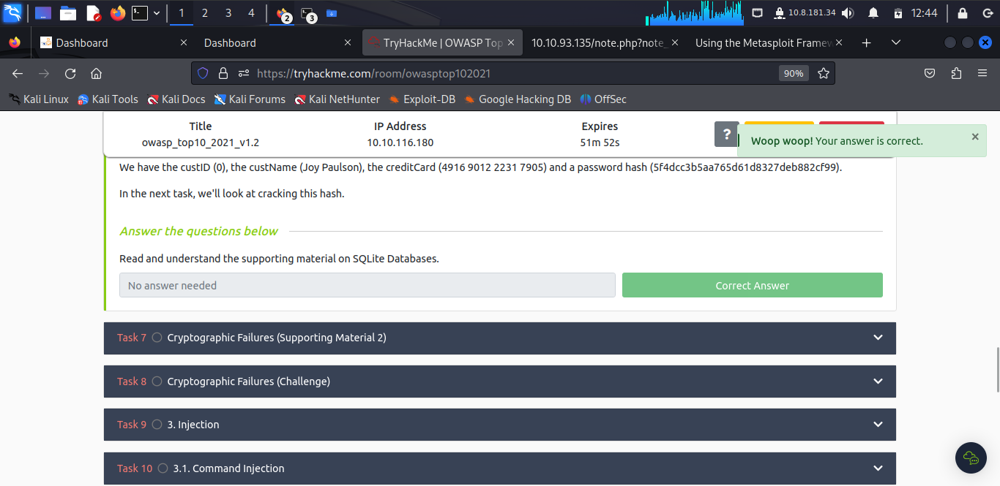 1 2 3 4 2 3 10.8.181.34 12:44
Dashboard Dashboard TryHackMe | OWASP Top 10.10.93.135/note.php?note_ Using the Metasploit Framew
https://tryhackme.com/room/owasptop102021 90%
Kali Linux Kali Tools Kali Docs Kali Forums Kali NetHunter Exploit-DB Google Hacking DB OffSec
Title IP Address Expires
owasp_top10_2021_v1.2 10.10.116.180 51m 52s ?
Woop woop! Your answer is correct.
We have the custID (0), the custName (Joy Paulson), the creditCard (4916 9012 2231 7905) and a password hash (5f4dcc3b5aa765d61d8327deb882cf99).
In the next task, we'll look at cracking this hash.
Answer the questions below
Read and understand the supporting material on SQLite Databases.
No answer needed Correct Answer
Task 7 Cryptographic Failures (Supporting Material 2)
Task 8 Cryptographic Failures (Challenge)
Task 9 3. Injection
Task 10 3.1. Command Injection